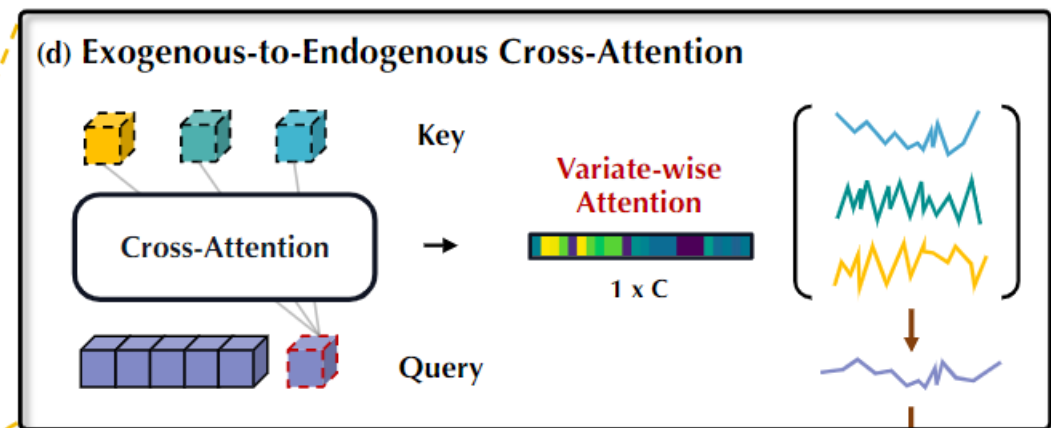 (d) Exogenous-to-Endogenous Cross-Attention
Key
Variate-wise
Attention
Cross-Attention
1 x C
Query